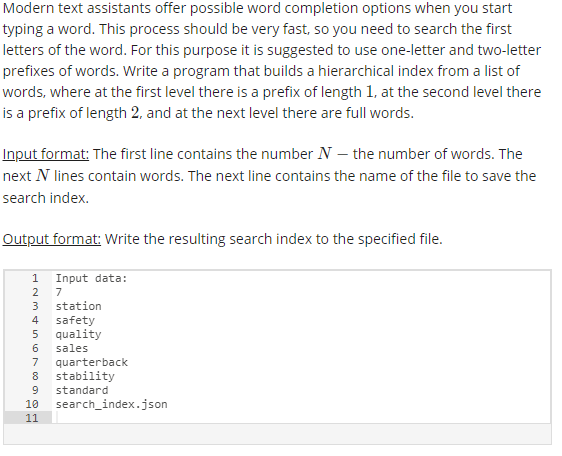 Modern text assistants offer possible word completion options when you start
typing a word. This process should be very fast, so you need to search the first
letters of the word. For this purpose it is suggested to use one-letter and two-letter
prefixes of words. Write a program that builds a hierarchical index from a list of
words, where at the first level there is a prefix of length 1, at the second level there
is a prefix of length 2, and at the next level there are full words.
Input format: The first line contains the number N — the number of words. The
next N lines contain words. The next line contains the name of the file to save the
search index.
Output format: Write the resulting search index to the specified file.
1 Input data:
2 7
3 station
4 safety
5 quality
6 sales
7 quarterback
8 stability
9 standard
10 search_index.json
11